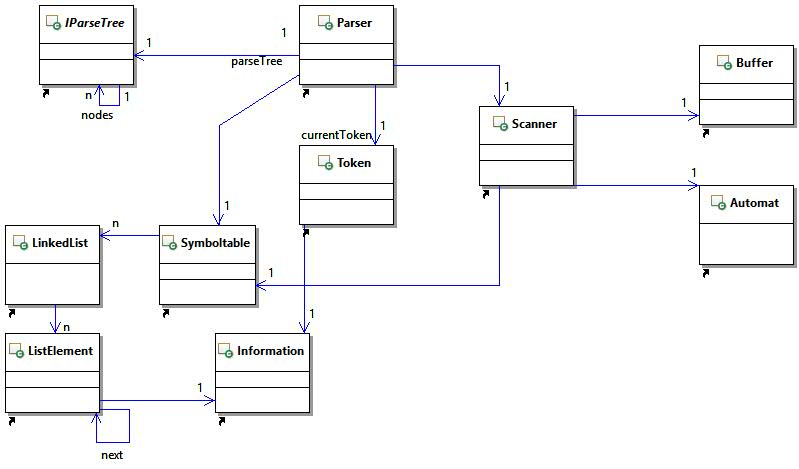 IParseTree
Parser
1
1
parseTree
n
1
nodes
Buffer
1
1
Scanner
currentToken
1
Token
1
Automat
1
n
LinkedList
Symboltable
1
n
1
ListElement
Information
1
next